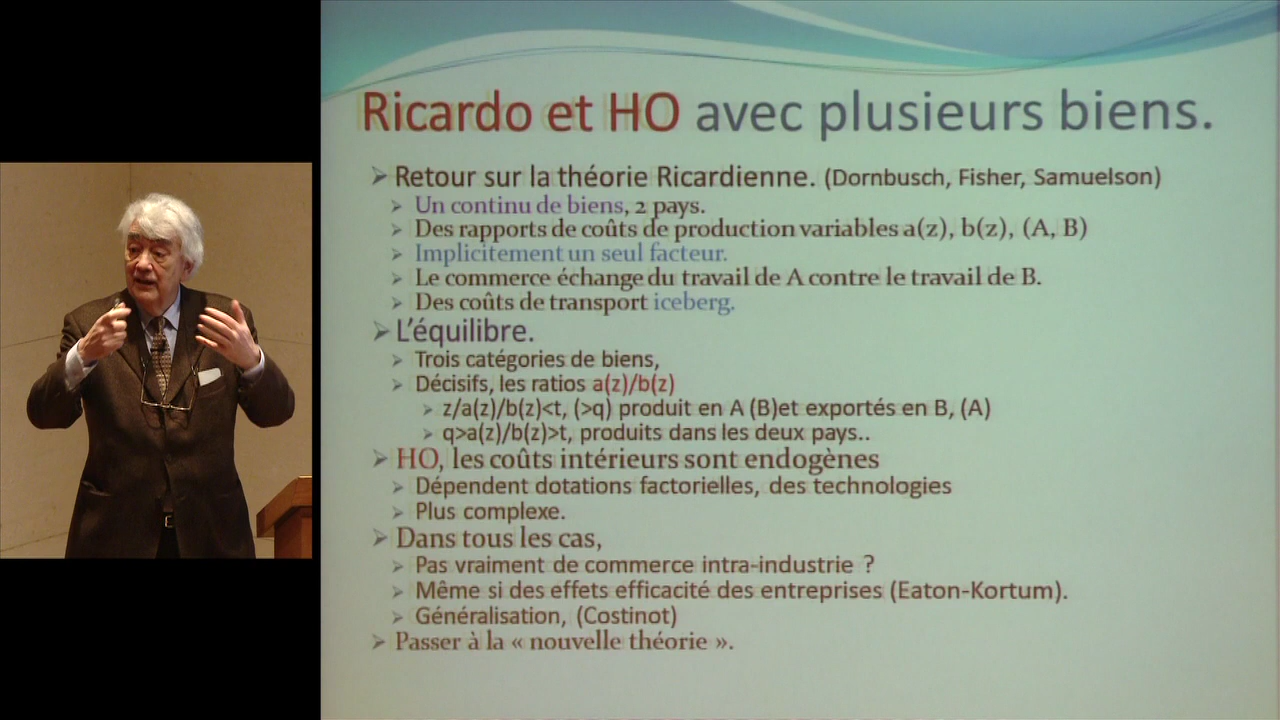 Ricardo et HO avec plusieurs biens.
Retour sur la théorie Ricardienne. (Dornbusch, Fisher, Samuelson)
Un continu de biens, 2 pays.
Des rapports de coûts de production variables a(z), b(z), (A, B)
Implicitement un seul facteur.
Le commerce échange du travail de A contre le travail de B.
Des coûts de transport iceberg.
L'équilibre.
Trois catégories de biens,
Décisifs, les ratios a(z)/b(z)
z/a(z)/b(z)<t, (>q) produit en A (B)et exportés en B, (A)
q>a(z)/b(z)>t, produits dans les deux pays..
HO, les coûts intérieurs sont endogènes
Dépendent dotations factorielles, des technologies
Plus complexe.
Dans tous les cas,
Pas vraiment de commerce intra-industrie ?
Même si des effets efficacité des entreprises (Eaton-Kortum).
Généralisation, (Costinot)
Passer à la « nouvelle théorie ».